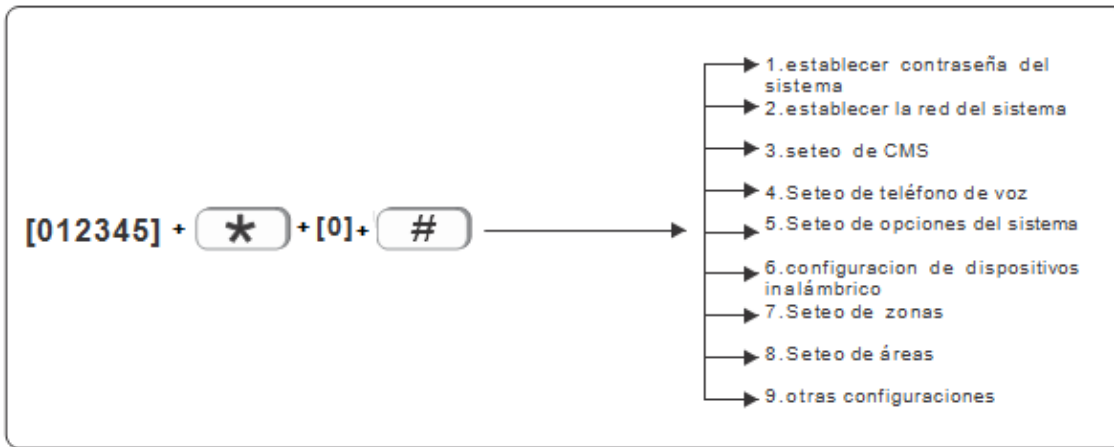 [012345] + * + [0] + #
1.establecer contraseña del
sistema
2.establecer la red del sistema
3.seteo de CMS
4.Seteo de teléfono de voz
5.Seteo de opciones del sistema
6.configuracion de dispositivos
inalámbrico
7.Seteo de zonas
8.Seteo de áreas
9.otras configuraciones